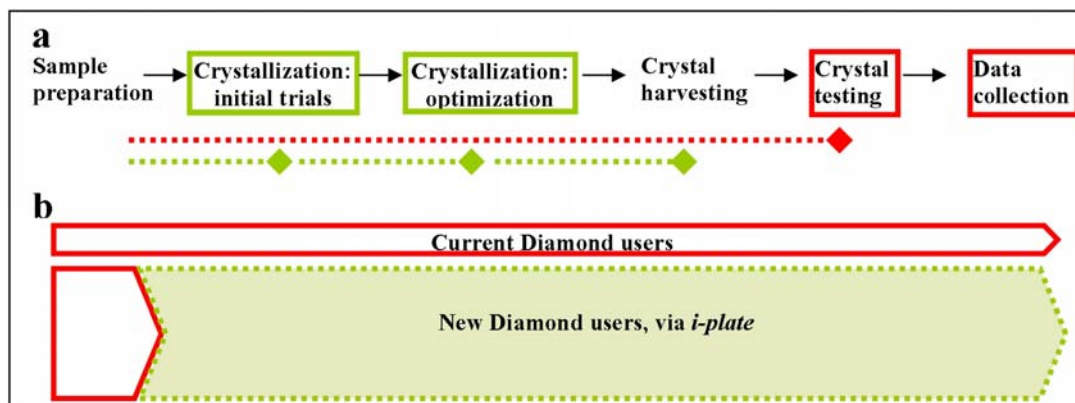 a
Sample preparation
Crystallization: initial trials
Crystallization: optimization
Crystal harvesting
Crystal testing
Data collection
b
Current Diamond users
New Diamond users, via i-plate